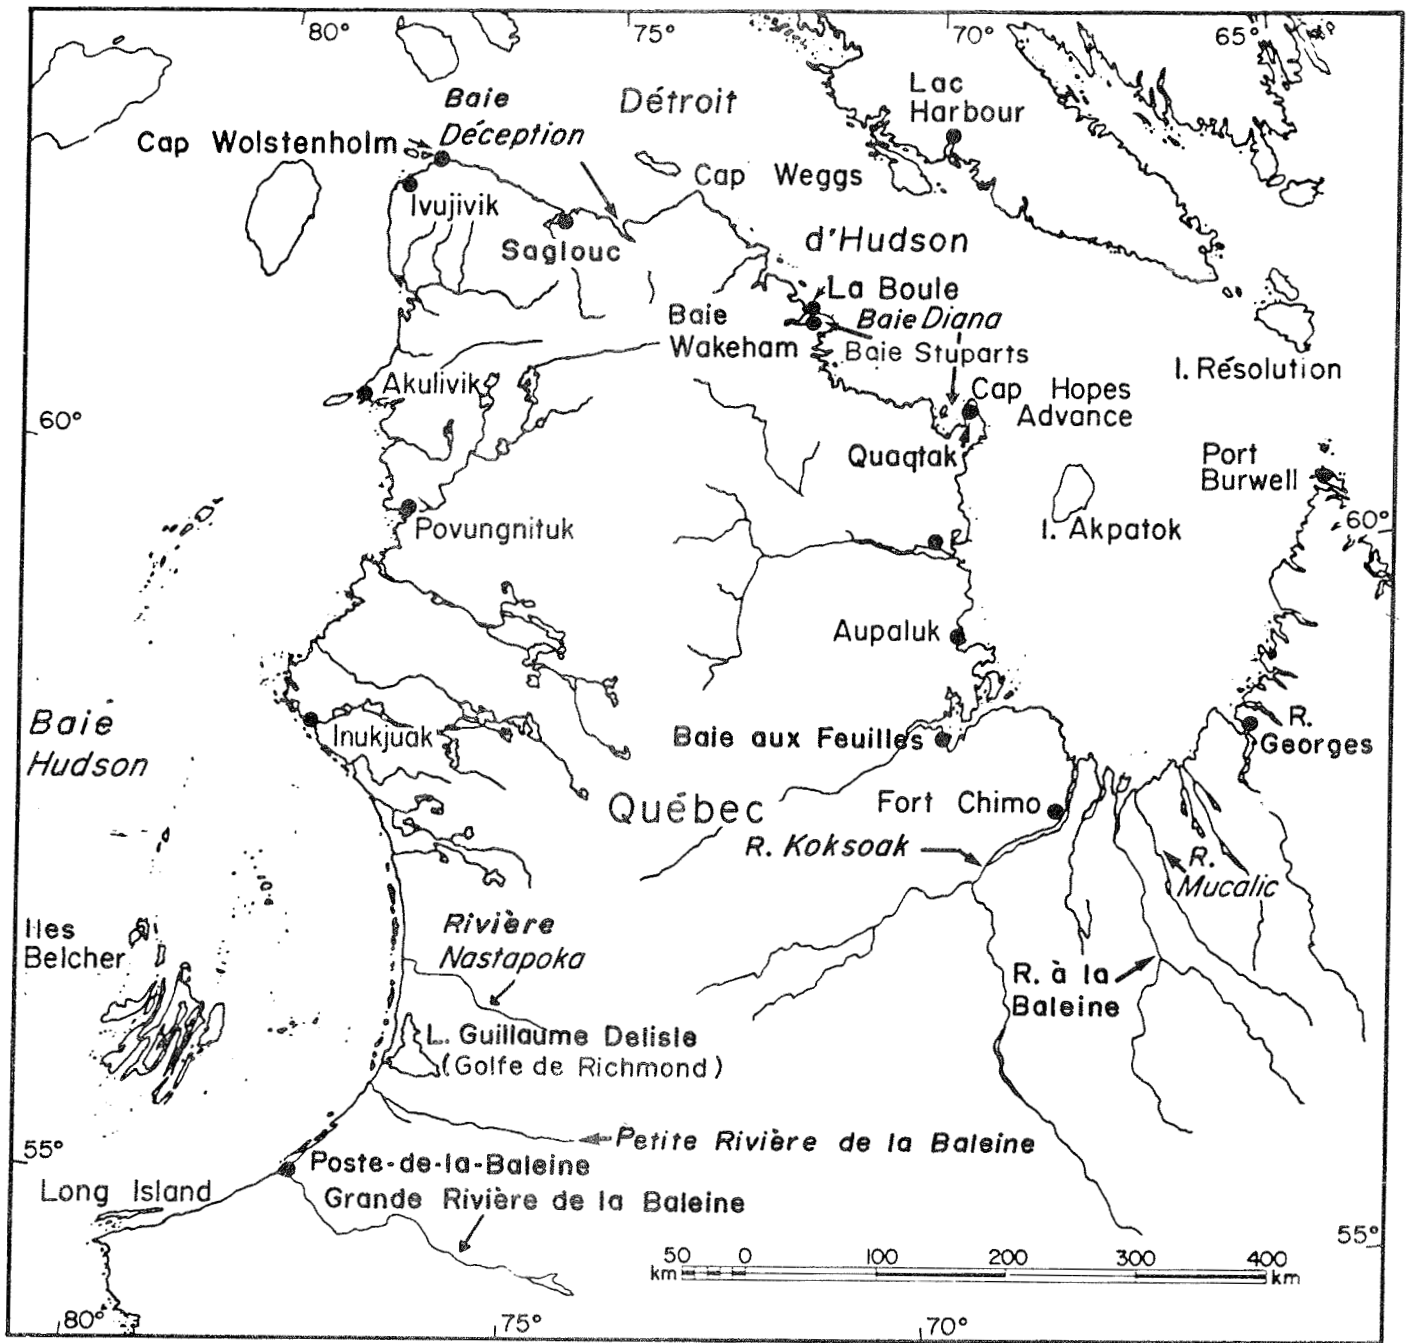 80°
75°
70°
65°
Baie
Déception
Détroit
Lac
Harbour
Cap Wolstenholm
Cap Weggs
Ivujivik
Saglouc
d'Hudson
La Boule
Baie Diana
Baie
Wakeham
Baie Stuparts
I. Résolution
Akulivik
Cap Hopes
Advance
60°
Quaqtak
Port
Burwell
Povungnituk
I. Akpatok
60°
Aupaluk
Baie
Hudson
Inukjuak
Baie aux Feuilles
R.
Georges
Québec
Fort Chimo
R. Koksoak
R.
Mucalic
Iles
Belcher
Rivière
Nastapoka
R. à la
Baleine
L. Guillaume Delisle
(Golfe de Richmond)
Petite Rivière de la Baleine
55°
Poste-de-la-Baleine
Long Island
Grande Rivière de la Baleine
55°
50 0 100 200 300 400
km km
80°
75°
70°